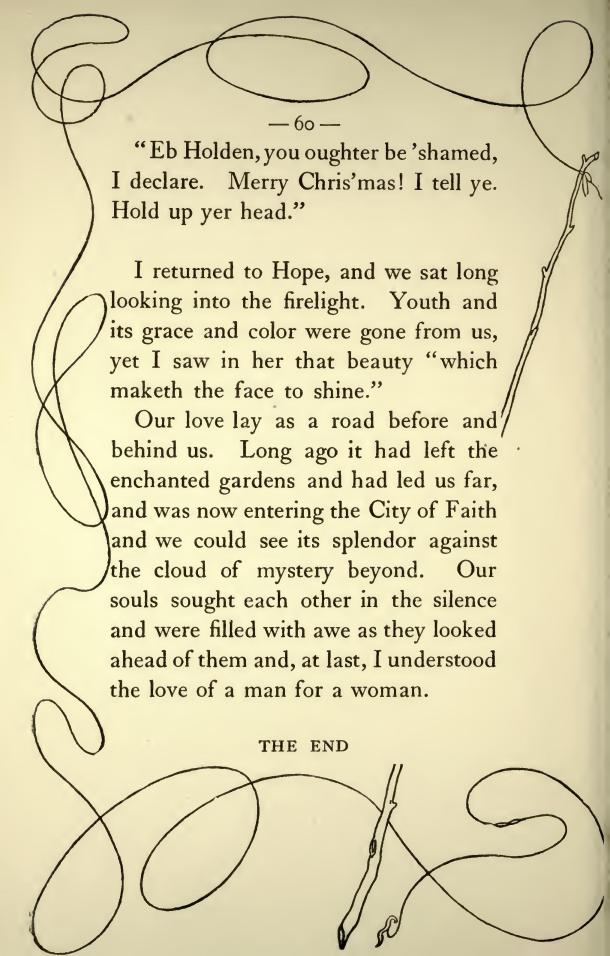 — 60 —
“Eb Holden, you oughter be ’shamed,
I declare. Merry Chris’mas! I tell ye.
Hold up yer head.”
I returned to Hope, and we sat long
looking into the firelight. Youth and
its grace and color were gone from us,
yet I saw in her that beauty “which
maketh the face to shine.”
Our love lay as a road before and
behind us. Long ago it had left the
enchanted gardens and had led us far,
and was now entering the City of Faith
and we could see its splendor against
the cloud of mystery beyond. Our
souls sought each other in the silence
and were filled with awe as they looked
ahead of them and, at last, I understood
the love of a man for a woman.
THE END